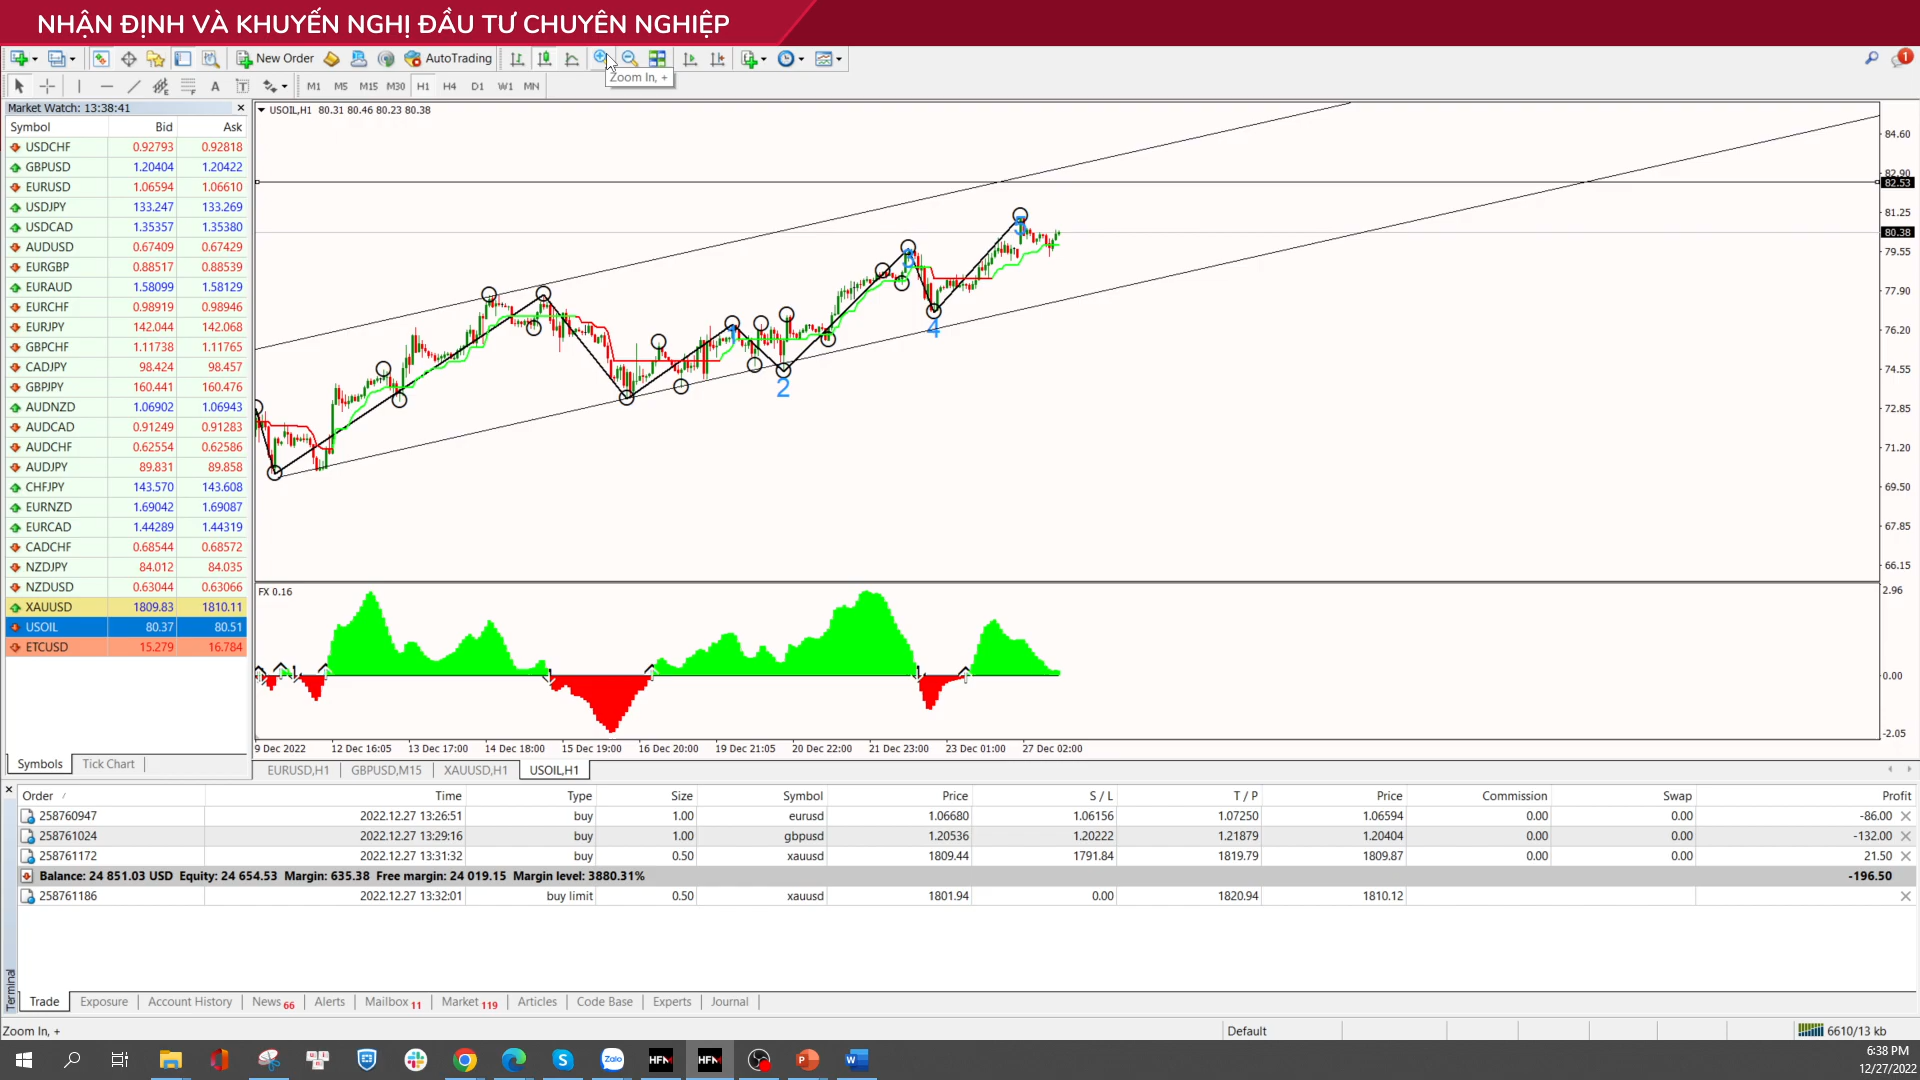 NHẬN ĐỊNH VÀ KHUYẾN NGHỊ ĐẦU TƯ CHUYÊN NGHIỆP
New Order AutoTrading 1
Zoom In, +
A T M1 M5 M15 M30 H1 H4 D1 W1 MN
Market Watch: 13:38:41
Symbol Bid Ask
USDCHF 0.92793 0.92818
GBPUSD 1.20404 1.20422
EURUSD 1.06594 1.06610
USDJPY 133.247 133.269
USDCAD 1.35357 1.35380
AUDUSD 0.67409 0.67429
EURGBP 0.88517 0.88539
EURAUD 1.58099 1.58129
EURCHF 0.98919 0.98946
EURJPY 142.044 142.068
GBPCHF 1.11738 1.11765
CADJPY 98.424 98.457
GBPJPY 160.441 160.476
AUDNZD 1.06902 1.06943
AUDCAD 0.91249 0.91283
AUDCHF 0.62554 0.62586
AUDJPY 89.831 89.858
CHFJPY 143.570 143.608
EURNZD 1.69042 1.69087
EURCAD 1.44289 1.44319
CADCHF 0.68544 0.68572
NZDJPY 84.012 84.035
NZDUSD 0.63044 0.63066
XAUUSD 1809.83 1810.11
USOIL 80.37 80.51
ETCUSD 15.279 16.784
Symbols Tick Chart
USOIL,H1 80.31 80.46 80.23 80.38
84.60
82.90
82.53
81.25
80.38
79.55
77.90
76.20
74.55
72.85
71.20
69.50
67.85
66.15
1
2
3
4
5
FX 0.16
2.96
0.00
-2.05
9 Dec 2022 12 Dec 16:05 13 Dec 17:00 14 Dec 18:00 15 Dec 19:00 16 Dec 20:00 19 Dec 21:05 20 Dec 22:00 21 Dec 23:00 23 Dec 01:00 27 Dec 02:00
EURUSD,H1 GBPUSD,M15 XAUUSD,H1 USOIL,H1
Order Time Type Size Symbol Price S / L T / P Price Commission Swap Profit
258760947 2022.12.27 13:26:51 buy 1.00 eurusd 1.06680 1.06156 1.07250 1.06594 0.00 0.00 -86.00
258761024 2022.12.27 13:29:16 buy 1.00 gbpusd 1.20536 1.20222 1.21879 1.20404 0.00 0.00 -132.00
258761172 2022.12.27 13:31:32 buy 0.50 xauusd 1809.44 1791.84 1819.79 1809.87 0.00 0.00 21.50
Balance: 24 851.03 USD Equity: 24 654.53 Margin: 635.38 Free margin: 24 019.15 Margin level: 3880.31% -196.50
258761186 2022.12.27 13:32:01 buy limit 0.50 xauusd 1801.94 0.00 1820.94 1810.12
Terminal
Trade Exposure Account History News 66 Alerts Mailbox 11 Market 119 Articles Code Base Experts Journal
Zoom In, + Default 6610/13 kb
Zalo HFM HFM
6:38 PM
12/27/2022